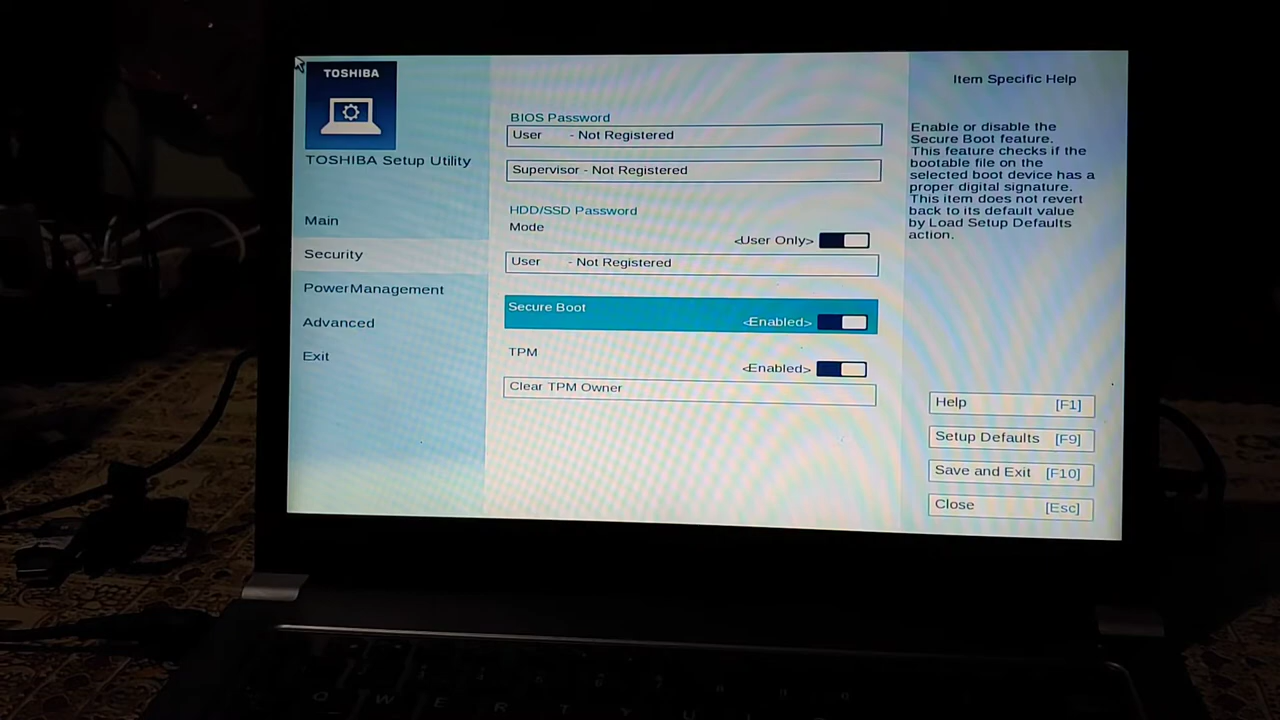 TOSHIBA
TOSHIBA Setup Utility
Main
Security
PowerManagement
Advanced
Exit
BIOS Password
User - Not Registered
Supervisor - Not Registered
HDD/SSD Password
Mode
<User Only>
User - Not Registered
Secure Boot
<Enabled>
TPM
<Enabled>
Clear TPM Owner
Item Specific Help
Enable or disable the
Secure Boot feature.
This feature checks if the
bootable file on the
selected boot device has a
proper digital signature.
This item does not revert
back to its default value
by Load Setup Defaults
action.
Help [F1]
Setup Defaults [F9]
Save and Exit [F10]
Close [Esc]
Q W E R T Y U